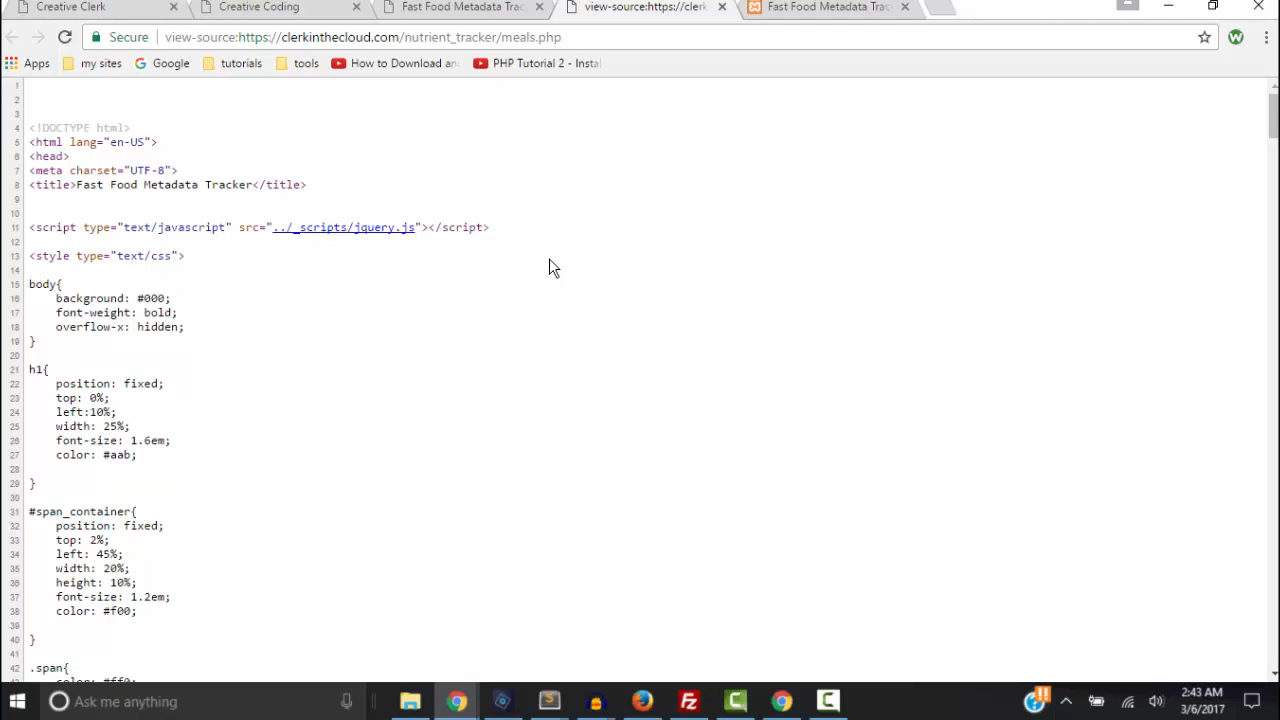 Creative Clerk
Creative Coding
Fast Food Metadata Trac
view-source:https://clerk
Fast Food Metadata Trac
Secure
view-source:https://clerkinthecloud.com/nutrient_tracker/meals.php
Apps
my sites
Google
tutorials
tools
How to Download and
PHP Tutorial 2 - Instal
1
2
3
4 <!DOCTYPE html>
5 <html lang="en-US">
6 <head>
7 <meta charset="UTF-8">
8 <title>Fast Food Metadata Tracker</title>
9
10
11 <script type="text/javascript" src="../_scripts/jquery.js"></script>
12
13 <style type="text/css">
14
15 body{
16 background: #000;
17 font-weight: bold;
18 overflow-x: hidden;
19 }
20
21 h1{
22 position: fixed;
23 top: 0%;
24 left:10%;
25 width: 25%;
26 font-size: 1.6em;
27 color: #aab;
28
29 }
30
31 #span_container{
32 position: fixed;
33 top: 2%;
34 left: 45%;
35 width: 20%;
36 height: 10%;
37 font-size: 1.2em;
38 color: #f00;
39
40 }
41
42 .span{
color: #ff0;
Ask me anything
2:43 AM
3/6/2017